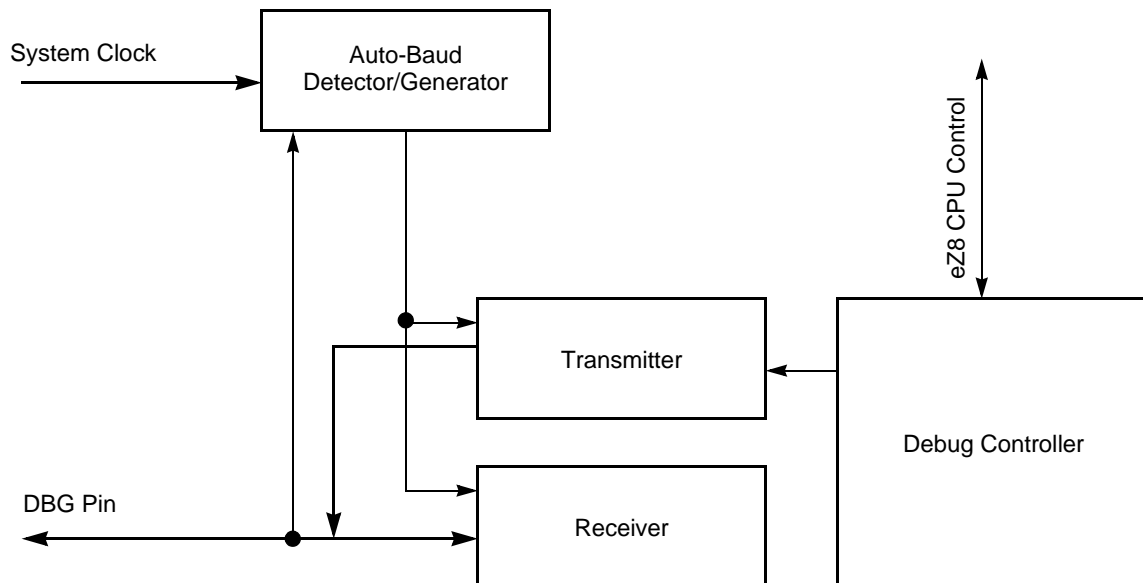 System Clock
Auto-Baud
Detector/Generator
eZ8 CPU Control
Transmitter
Debug Controller
DBG Pin
Receiver